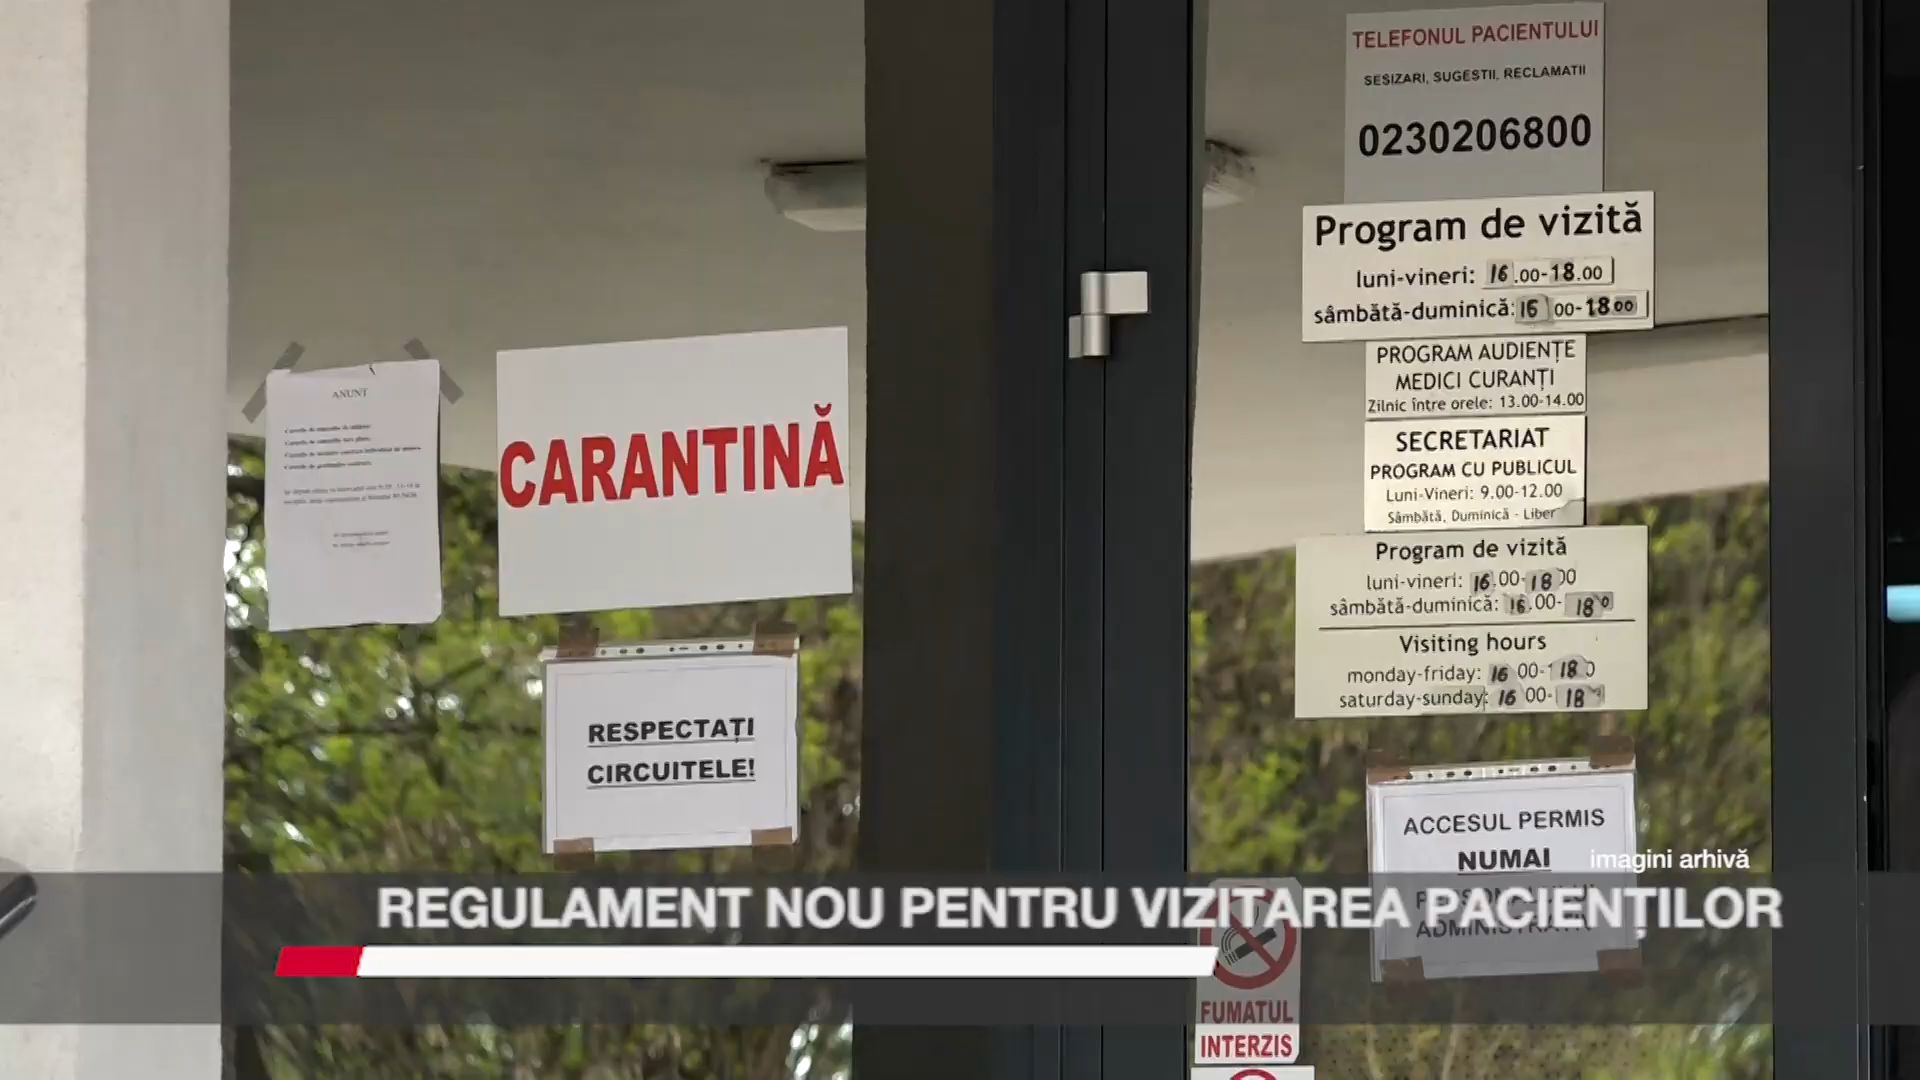 TELEFONUL PACIENTULUI
SESIZARI, SUGESTII, RECLAMATII
0230206800
Program de vizită
luni-vineri: 16.00-18.00
sâmbătă-duminică: 16 00-18 00
PROGRAM AUDIENȚE
MEDICI CURANȚI
Zilnic între orele: 13.00-14.00
SECRETARIAT
PROGRAM CU PUBLICUL
Luni-Vineri: 9.00-12.00
Sâmbătă, Duminică - Liber
Program de vizită
luni-vineri: 16.00-18 00
sâmbătă-duminică: 16.00-18
Visiting hours
monday-friday: 16 00-18
saturday-sunday: 16 00-18
ANUNT
CARANTINĂ
RESPECTAȚI
CIRCUITELE!
ACCESUL PERMIS
NUMAI
imagini arhivă
REGULAMENT NOU PENTRU VIZITAREA PACIENȚILOR
ADMINISTRATIV
FUMATUL
INTERZIS